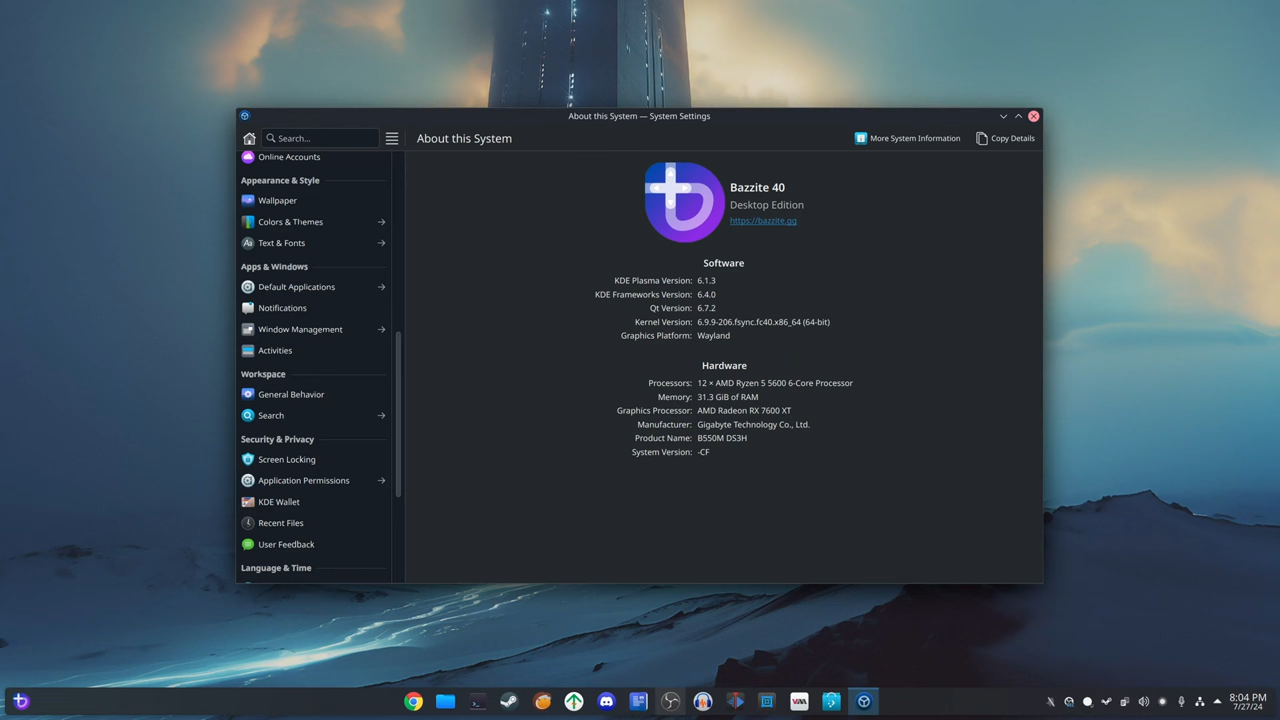 About this System — System Settings
Search...
About this System
More System Information
Copy Details
Online Accounts
Appearance & Style
Wallpaper
Colors & Themes
Text & Fonts
Apps & Windows
Default Applications
Notifications
Window Management
Activities
Workspace
General Behavior
Search
Security & Privacy
Screen Locking
Application Permissions
KDE Wallet
Recent Files
User Feedback
Language & Time
Bazzite 40
Desktop Edition
https://bazzite.gg
Software
KDE Plasma Version: 6.1.3
KDE Frameworks Version: 6.4.0
Qt Version: 6.7.2
Kernel Version: 6.9.9-206.fsync.fc40.x86_64 (64-bit)
Graphics Platform: Wayland
Hardware
Processors: 12 × AMD Ryzen 5 5600 6-Core Processor
Memory: 31.3 GiB of RAM
Graphics Processor: AMD Radeon RX 7600 XT
Manufacturer: Gigabyte Technology Co., Ltd.
Product Name: B550M DS3H
System Version: -CF
8:04 PM
7/27/24